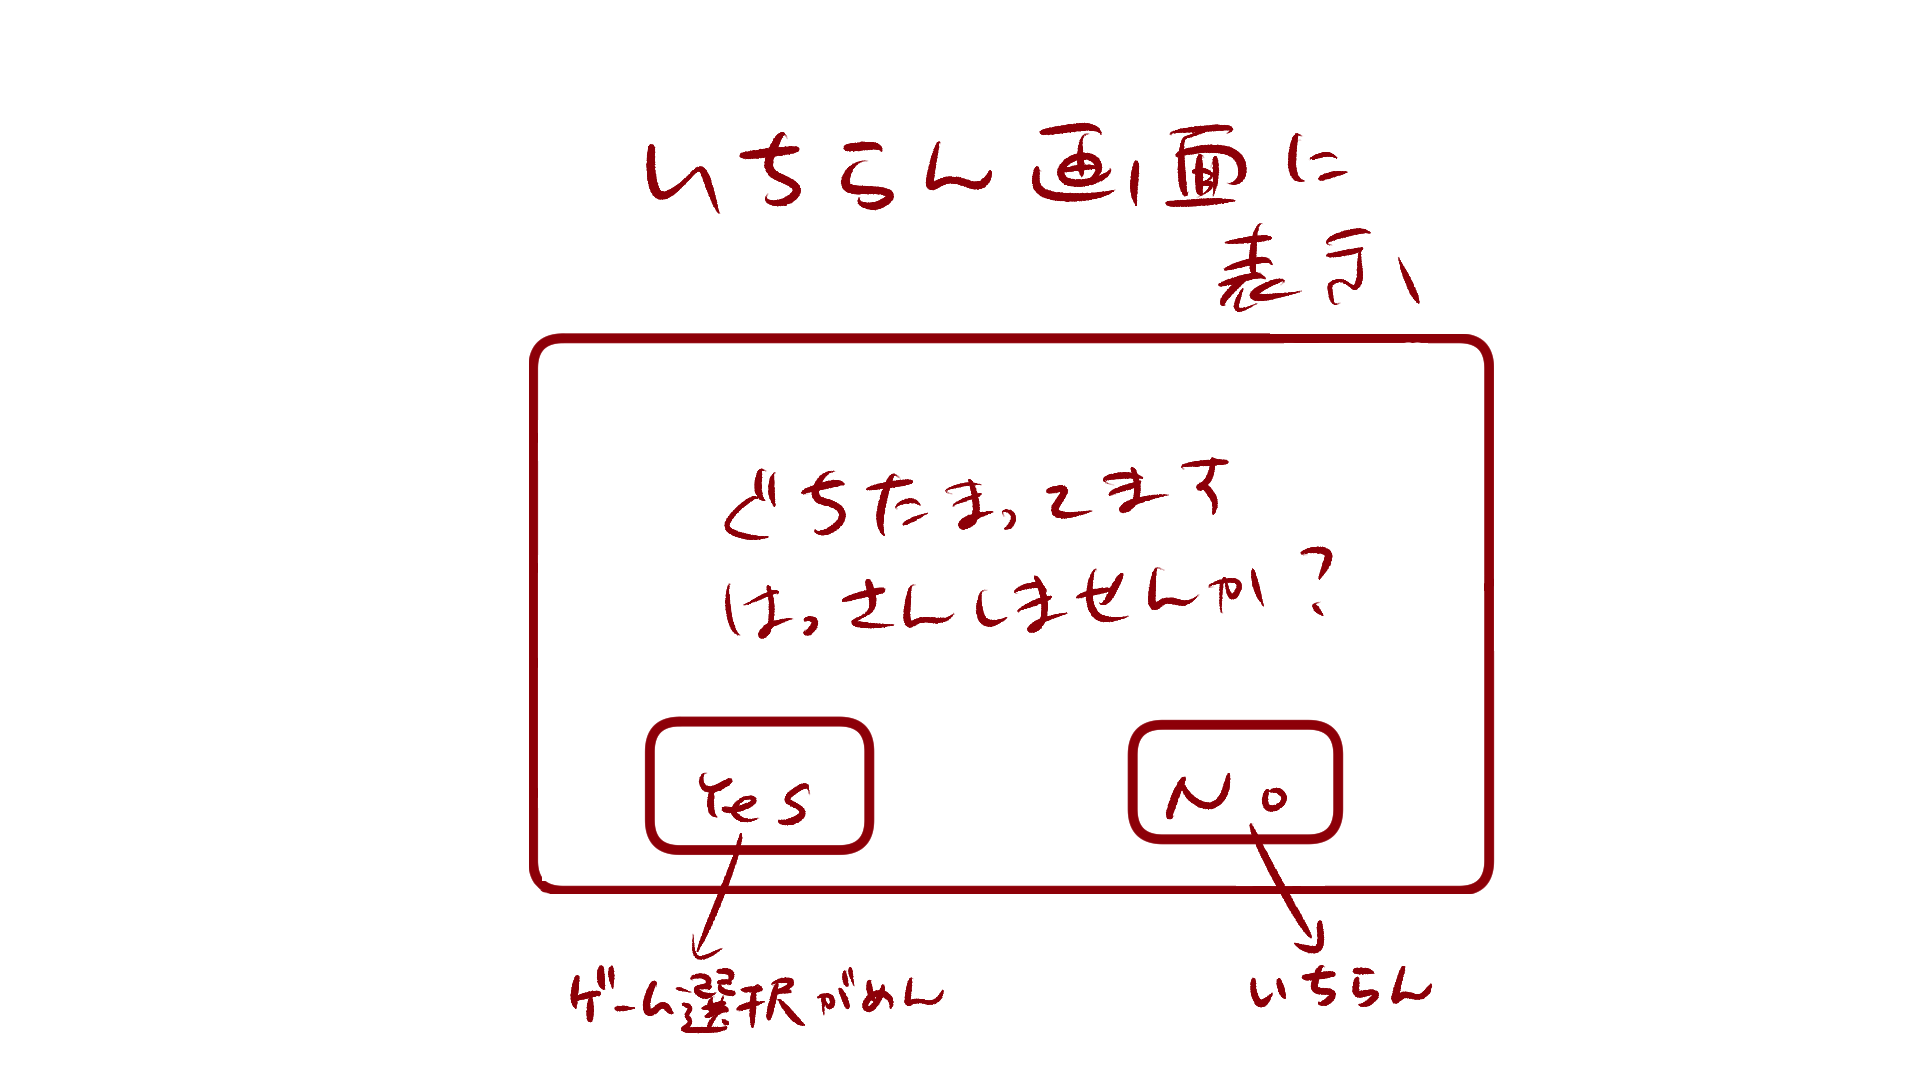 いちらん画面に
表示
ぐちたまってます
はっさんしませんか?
Yes
No
ゲーム選択がめん
いちらん